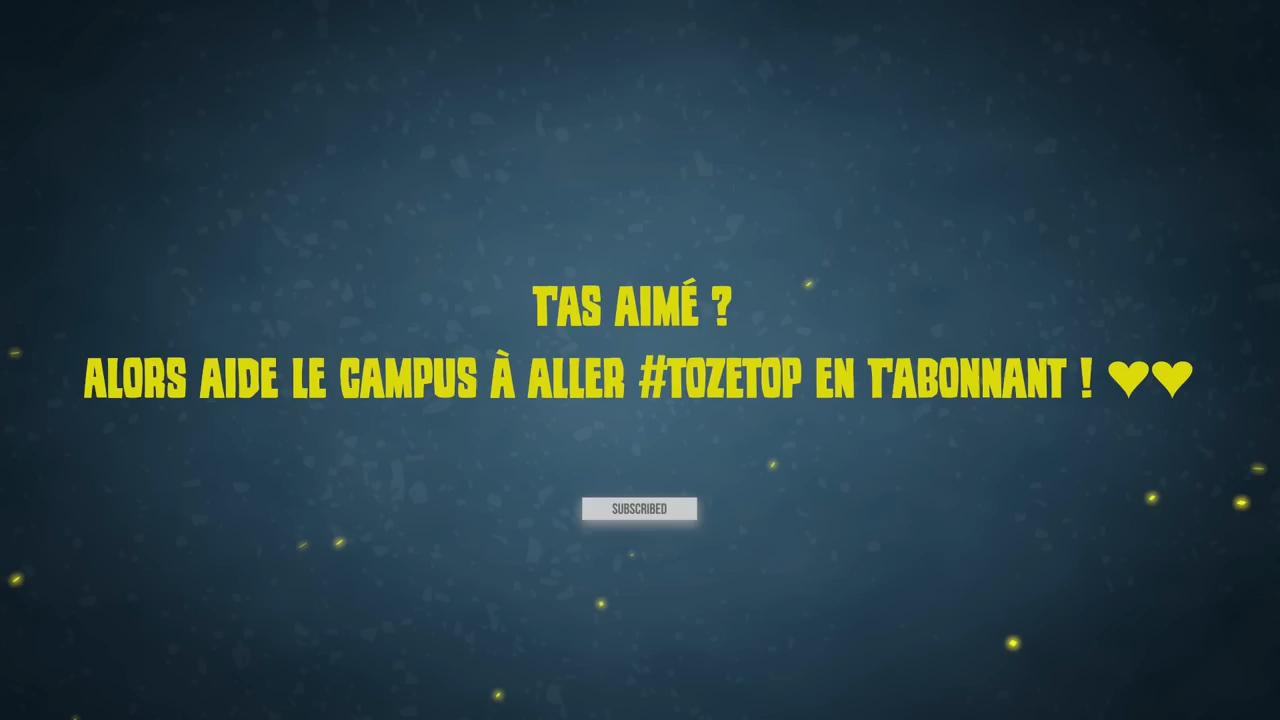 T'AS AIMÉ ?
ALORS AIDE LE CAMPUS À ALLER #TOZETOP EN T'ABONNANT ! ♥♥
SUBSCRIBED